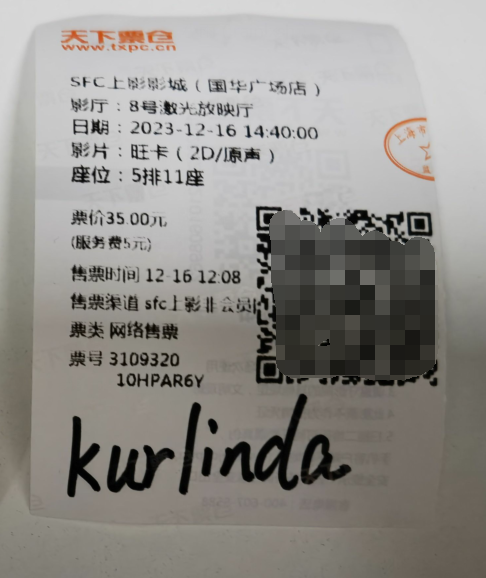 天下票仓
www.txpc.cn
SFC上影影城（国华广场店）
影厅：8号激光放映厅
日期：2023-12-16 14:40:00
影片：旺卡（2D/原声）
座位：5排11座
票价35.00元
(服务费5元)
售票时间 12-16 12:08
售票渠道 sfc上影非会员
票类 网络售票
票号 3109320
10HPAR6Y
上海市
kurlinda